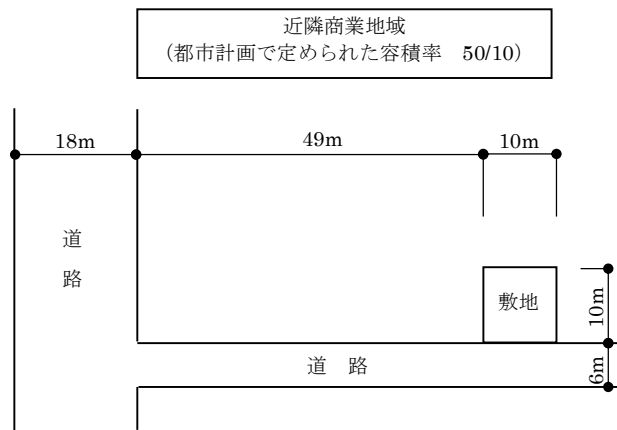 近隣商業地域
(都市計画で定められた容積率　50/10)
18m
49m
10m
道
路
敷地
10m
道　路
6m